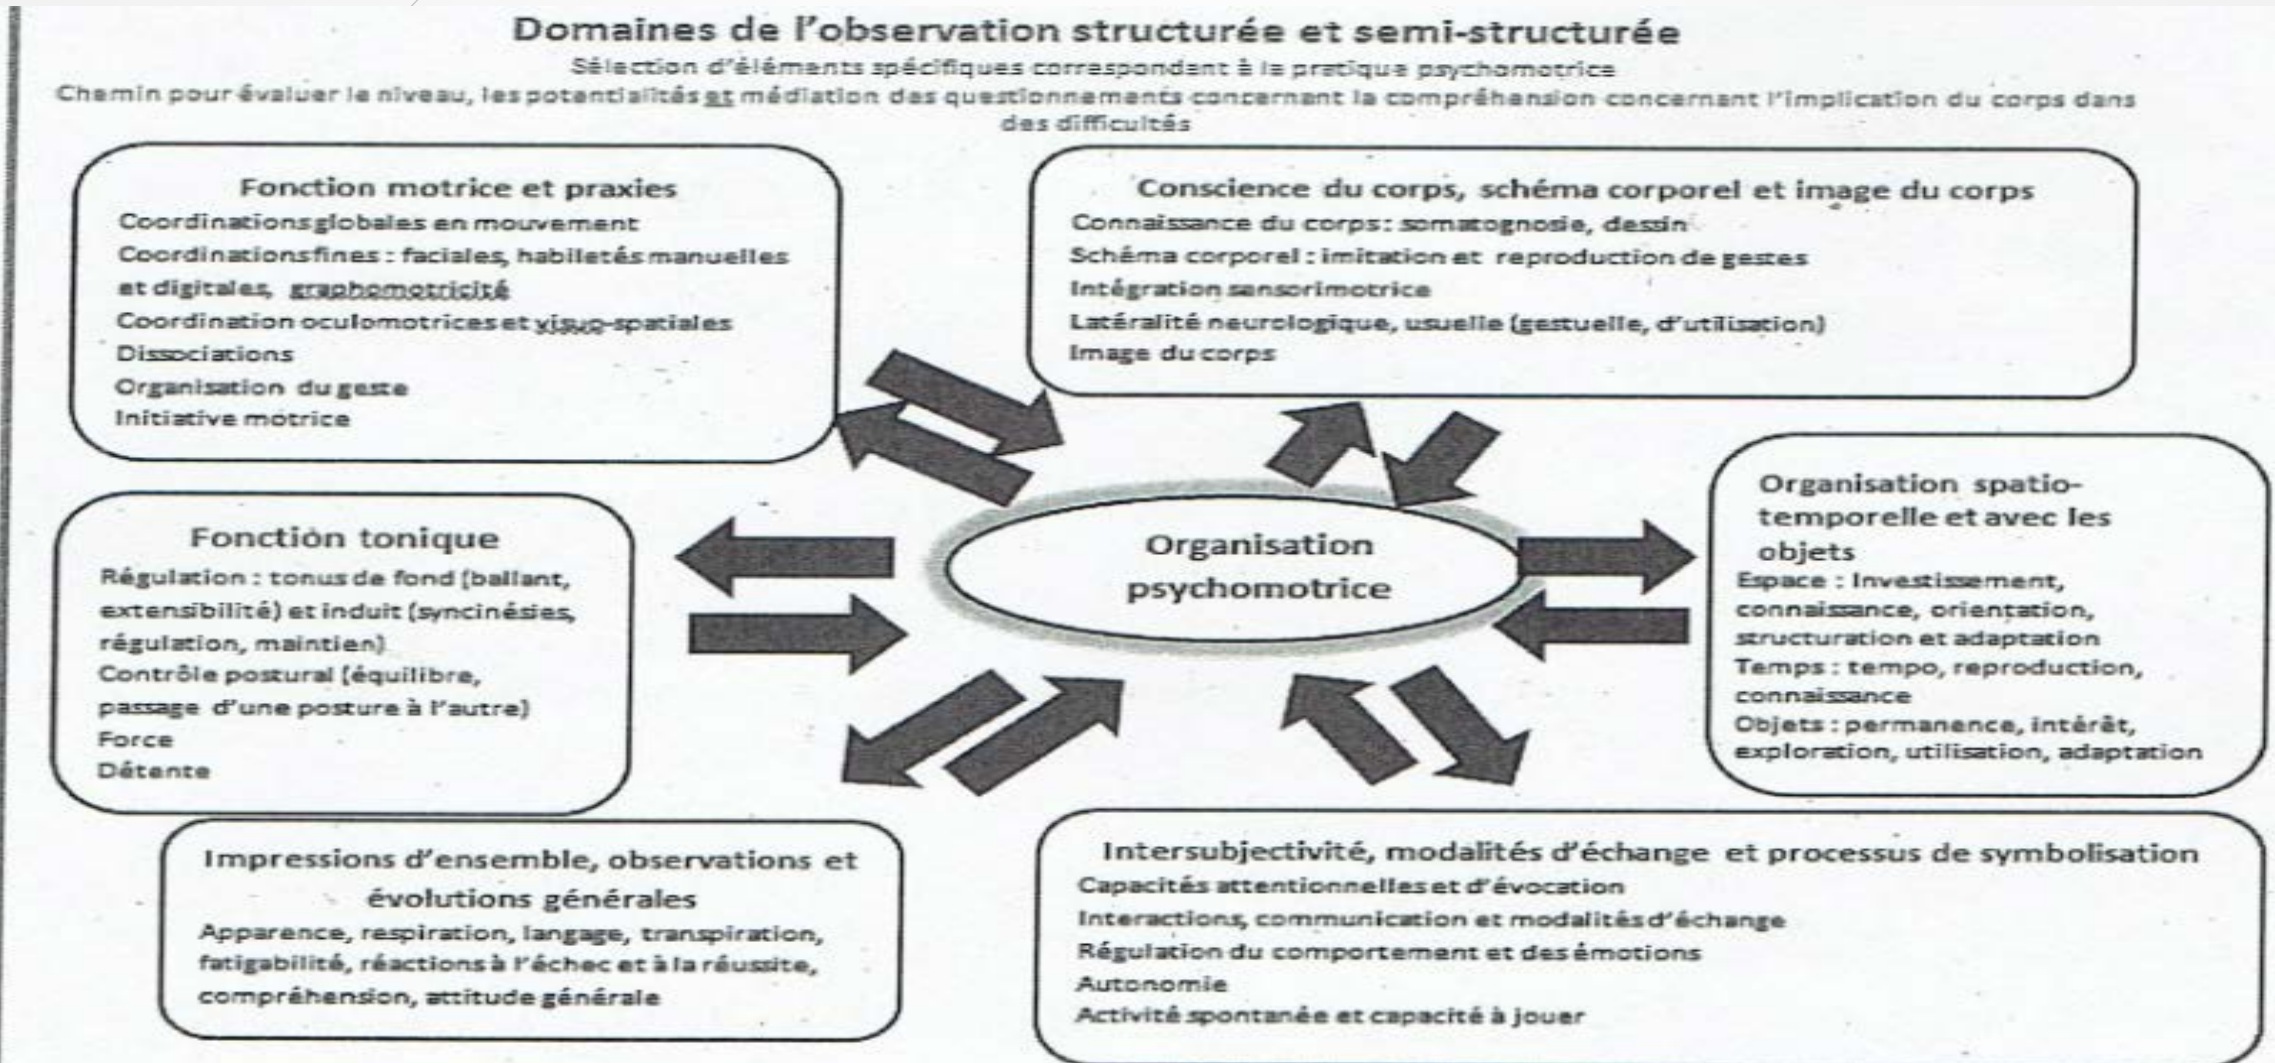 Domaines de l'observation structurée et semi-structurée
Sélection d'éléments spécifiques correspondant à la pratique psychomotrice
Chemin pour évaluer le niveau, les potentialités et médiation des questionnements concernant la compréhension concernant l'implication du corps dans
des difficultés
Fonction motrice et praxies
Coordinations globales en mouvement
Coordinations fines : faciales, habiletés manuelles
et digitales, graphomotricité
Coordination oculomotrices et visuo-spatiales
Dissociations
Organisation du geste
Initiative motrice
Conscience du corps, schéma corporel et image du corps
Connaissance du corps : somatognosie, dessin
Schéma corporel : imitation et reproduction de gestes
Intégration sensorimotrice
Latéralité neurologique, usuelle (gestuelle, d'utilisation)
Image du corps
Fonction tonique
Régulation : tonus de fond (ballant,
extensibilité) et induit (syncinésies,
régulation, maintien)
Contrôle postural (équilibre,
passage d'une posture à l'autre)
Force
Détente
Organisation
psychomotrice
Organisation spatio-
temporelle et avec les
objets
Espace : Investissement,
connaissance, orientation,
structuration et adaptation
Temps : tempo, reproduction,
connaissance
Objets : permanence, intérêt,
exploration, utilisation, adaptation
Impressions d'ensemble, observations et
évolutions générales
Apparence, respiration, langage, transpiration,
fatigabilité, réactions à l'échec et à la réussite,
compréhension, attitude générale
Intersubjectivité, modalités d'échange et processus de symbolisation
Capacités attentionnelles et d'évocation
Interactions, communication et modalités d'échange
Régulation du comportement et des émotions
Autonomie
Activité spontanée et capacité à jouer